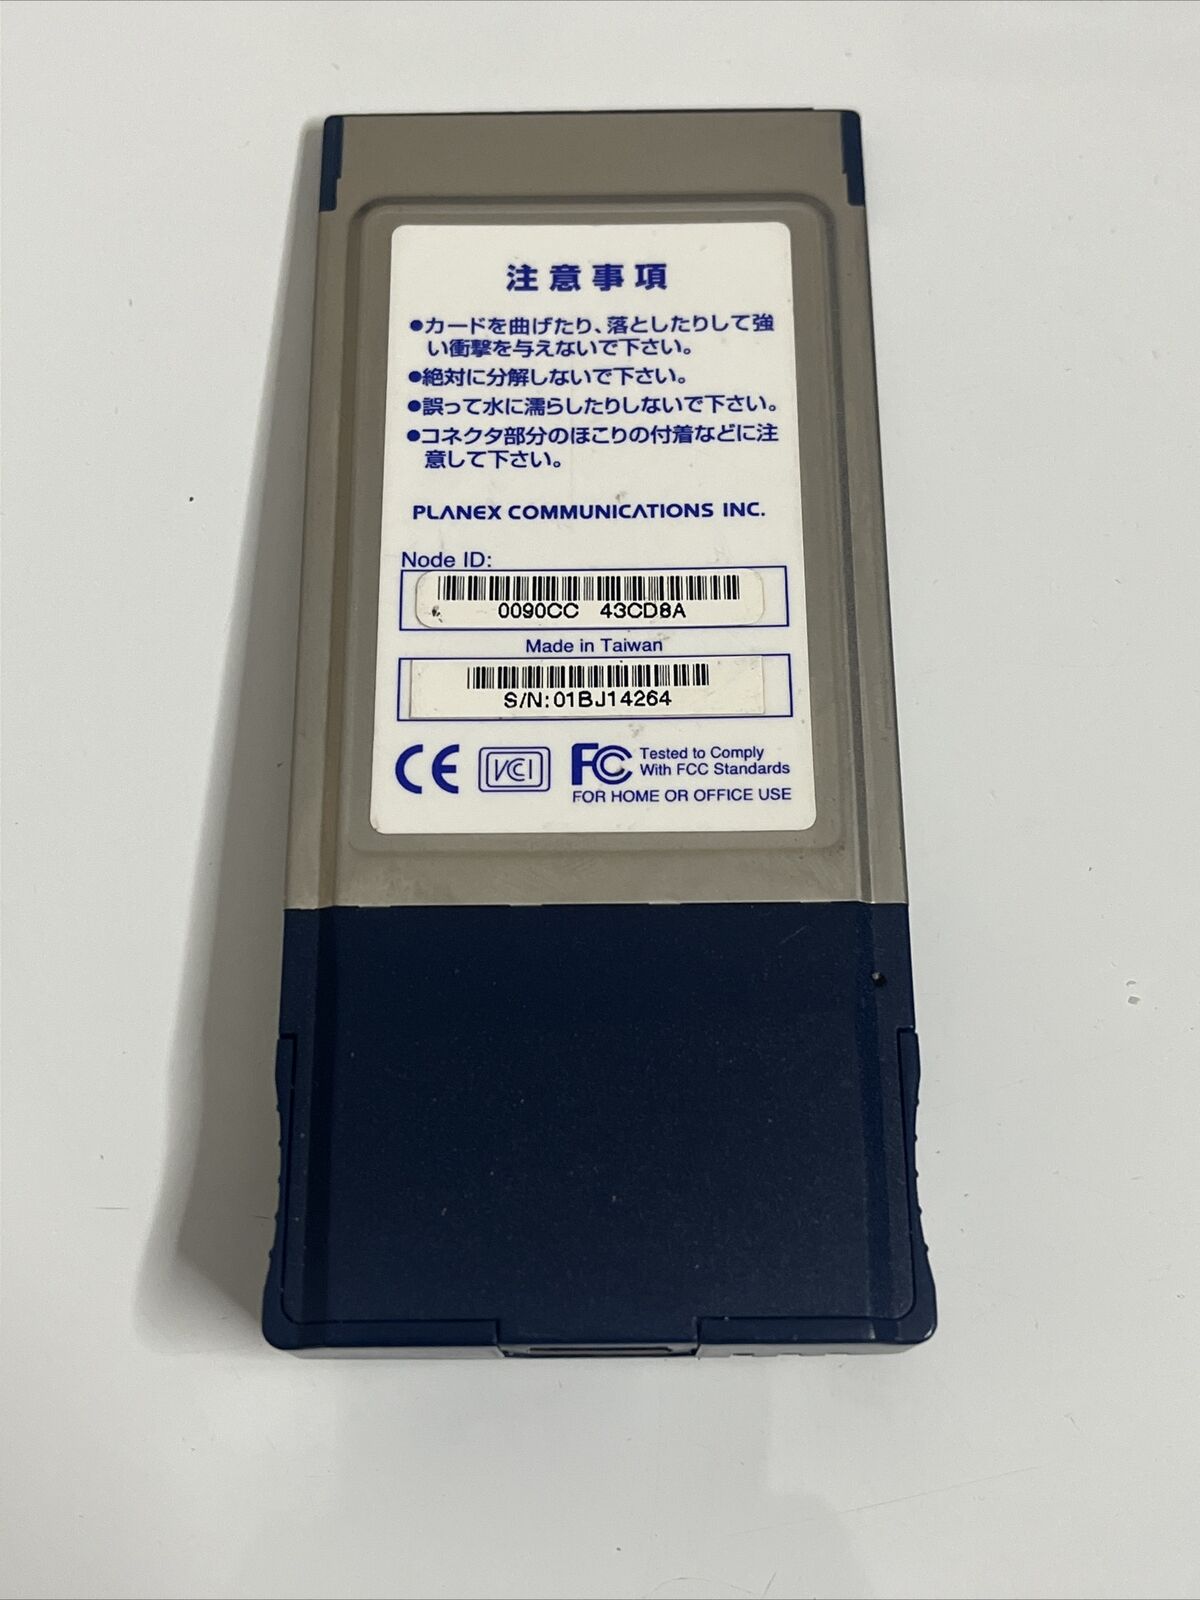 注意事項
●カードを曲げたり、落としたりして強
い衝撃を与えないで下さい。
●絶対に分解しないで下さい。
●誤って水に濡らしたりしないで下さい。
●コネクタ部分のほこりの付着などに注
意して下さい。
PLANEX COMMUNICATIONS INC.
Node ID:
0090CC 43CD8A
Made in Taiwan
S/N:01BJ14264
CE VCI FC Tested to Comply
With FCC Standards
FOR HOME OR OFFICE USE